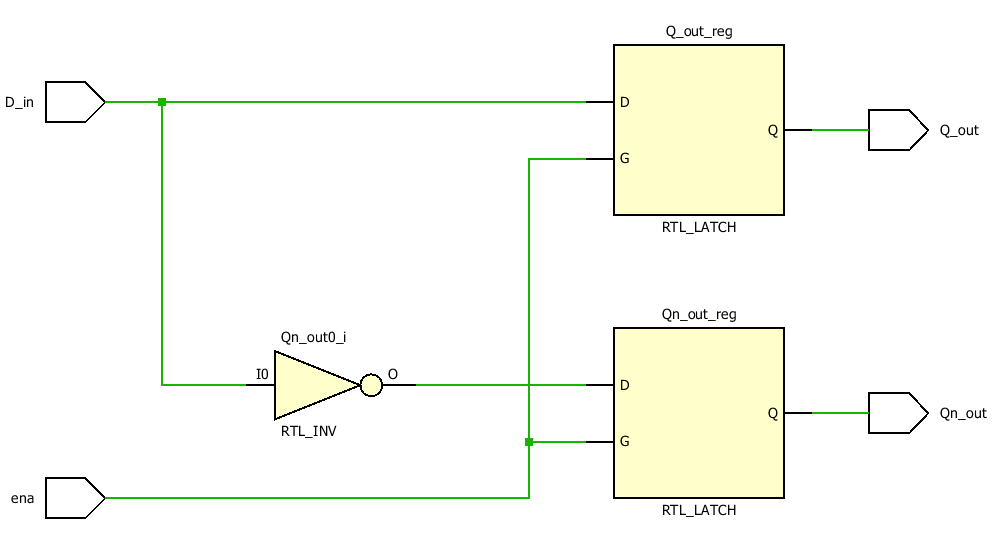 Q_out_reg
D_in
D
Q
Q_out
G
RTL_LATCH
Qn_out_reg
Qn_out0_i
I0
O
D
Q
Qn_out
RTL_INV
G
ena
RTL_LATCH